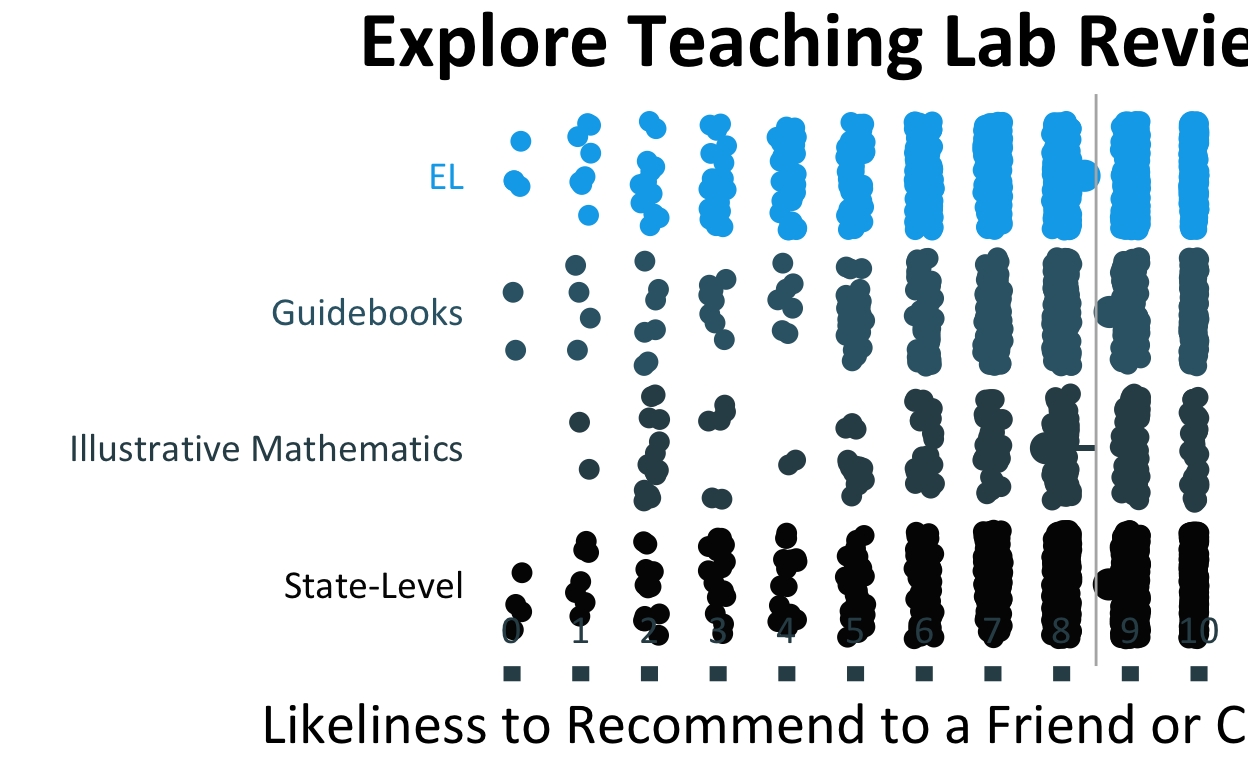 Explore Teaching Lab Revie
EL
Guidebooks
Illustrative Mathematics
State-Level
0 1 2 3 4 5 6 7 8 9 10
Likeliness to Recommend to a Friend or C